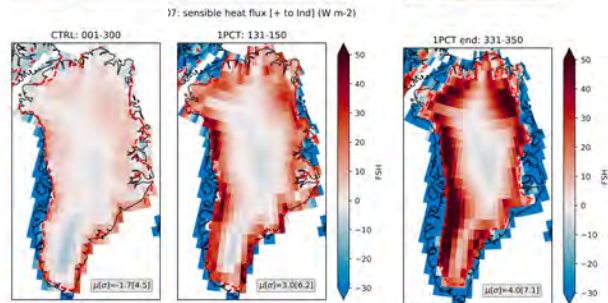 07: sensible heat flux [+ to lnd] (W m-2)
CTRL: 001-300
1PCT: 131-150
1PCT end: 331-350
μ[σ]=-1.7[4.5]
μ[σ]=3.0[6.2]
μ[σ]=4.0[7.1]
50
40
30
20
10
0
-10
-20
-30
FSH
50
40
30
20
10
0
-10
-20
-30
FSH